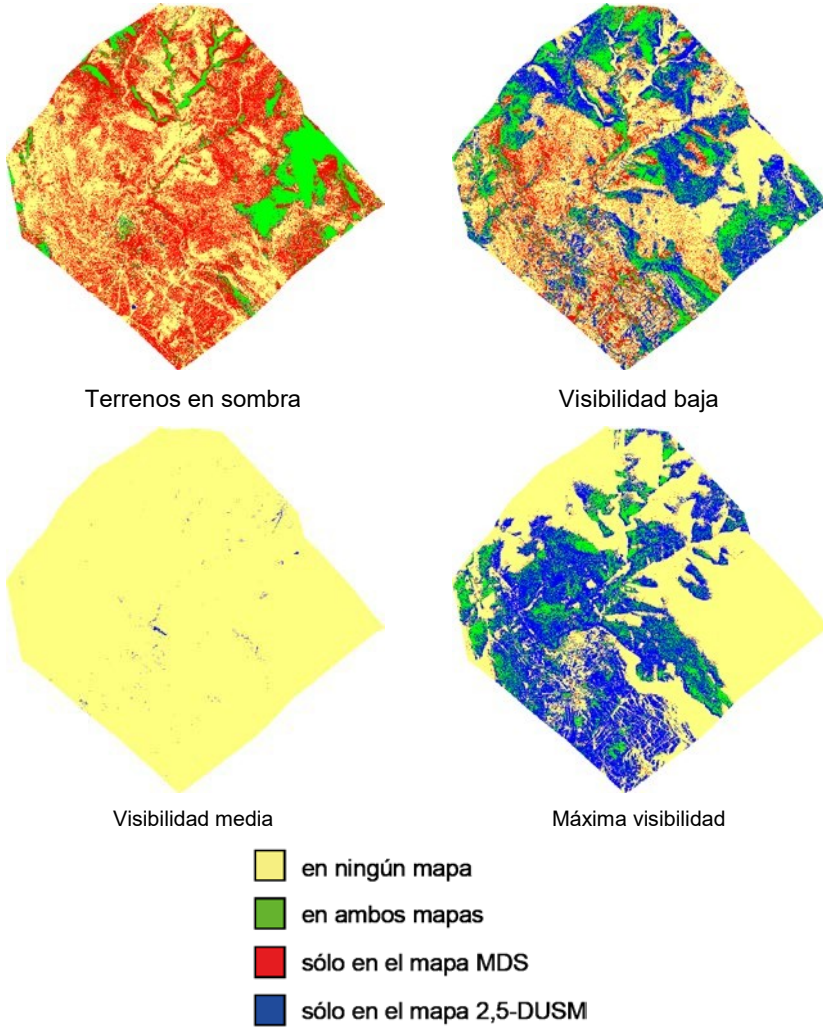 Terrenos en sombra
Visibilidad baja
Visibilidad media
Máxima visibilidad
en ningún mapa
en ambos mapas
sólo en el mapa MDS
sólo en el mapa 2,5-DUSM